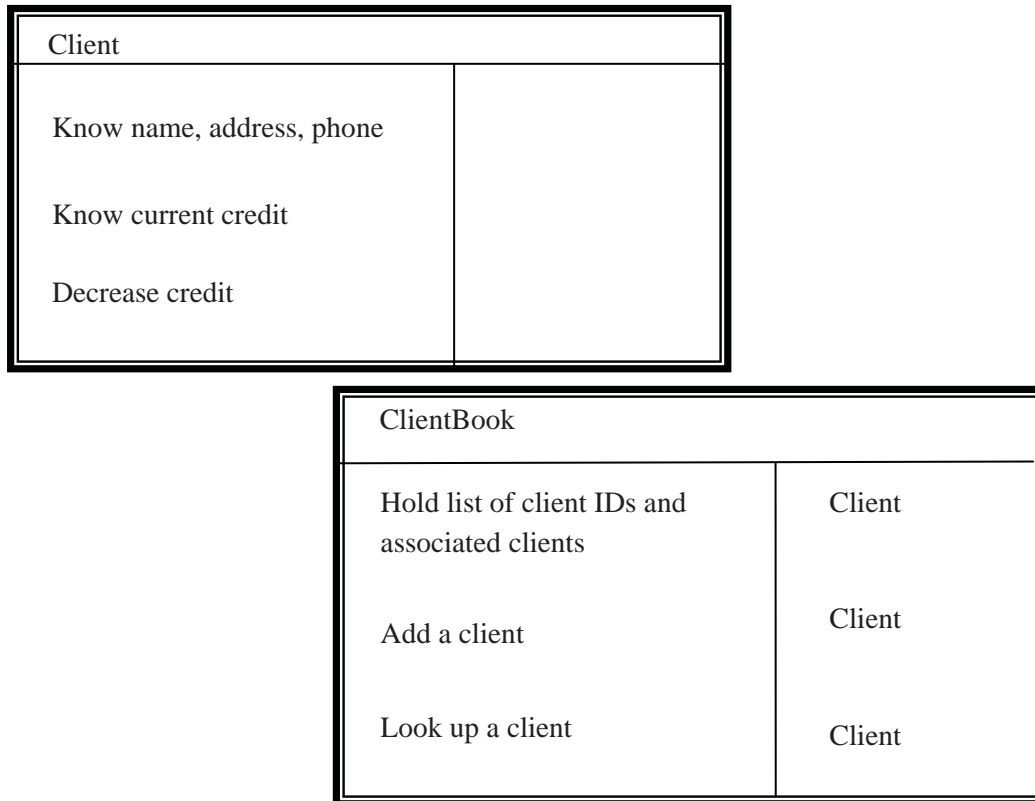 Client
Know name, address, phone
Know current credit
Decrease credit
ClientBook
Hold list of client IDs and
associated clients
Client
Add a client
Client
Look up a client
Client